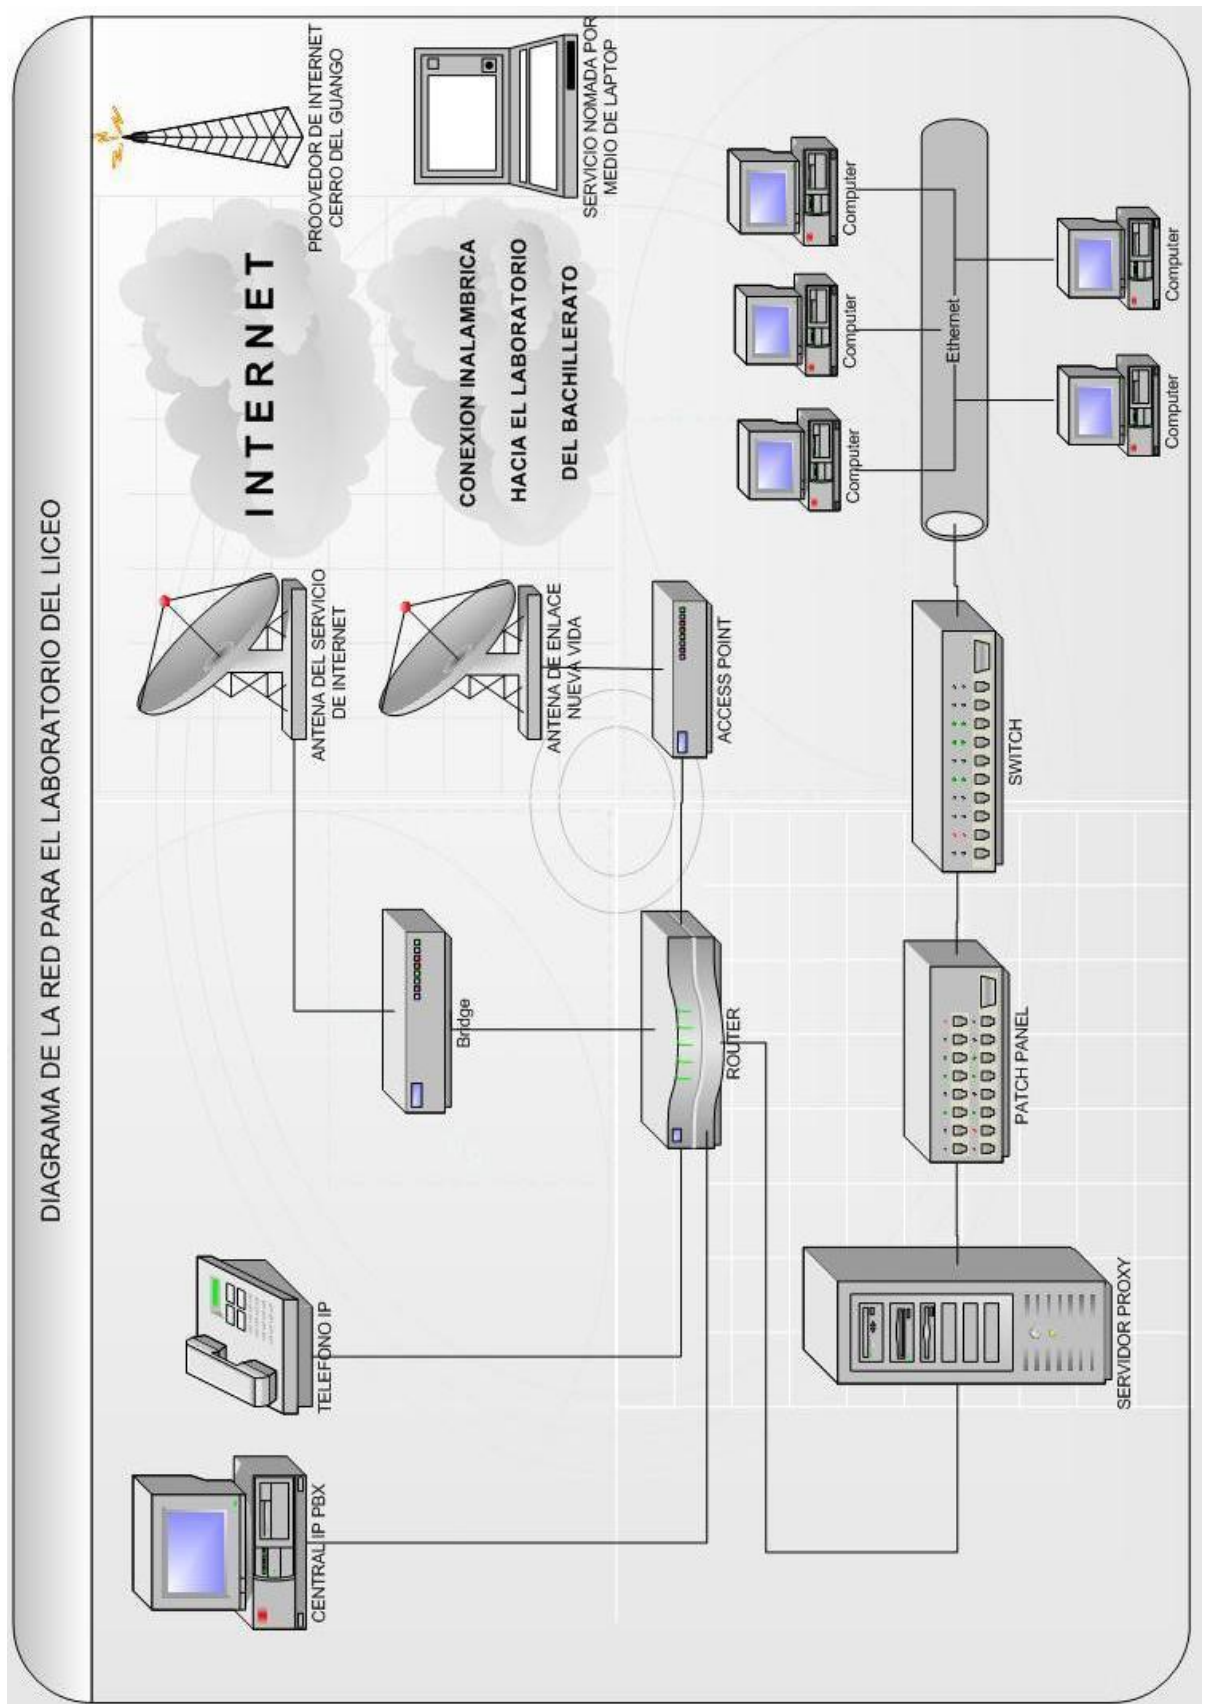 DIAGRAMA DE LA RED PARA EL LABORATORIO DEL LICEO
CENTRAL IP PBX
TELEFONO IP
Bridge
ANTENA DEL SERVICIO
DE INTERNET
INTERNET
PROOVEDOR DE INTERNET
CERRO DEL GUANGO
ANTENA DE ENLACE
NUEVA VIDA
CONEXION INALAMBRICA
HACIA EL LABORATORIO
DEL BACHILLERATO
SERVICIO NOMADA POR
MEDIO DE LAPTOP
ROUTER
ACCESS POINT
Computer
Computer
Computer
SERVIDOR PROXY
PATCH PANEL
SWITCH
Ethernet
Computer
Computer